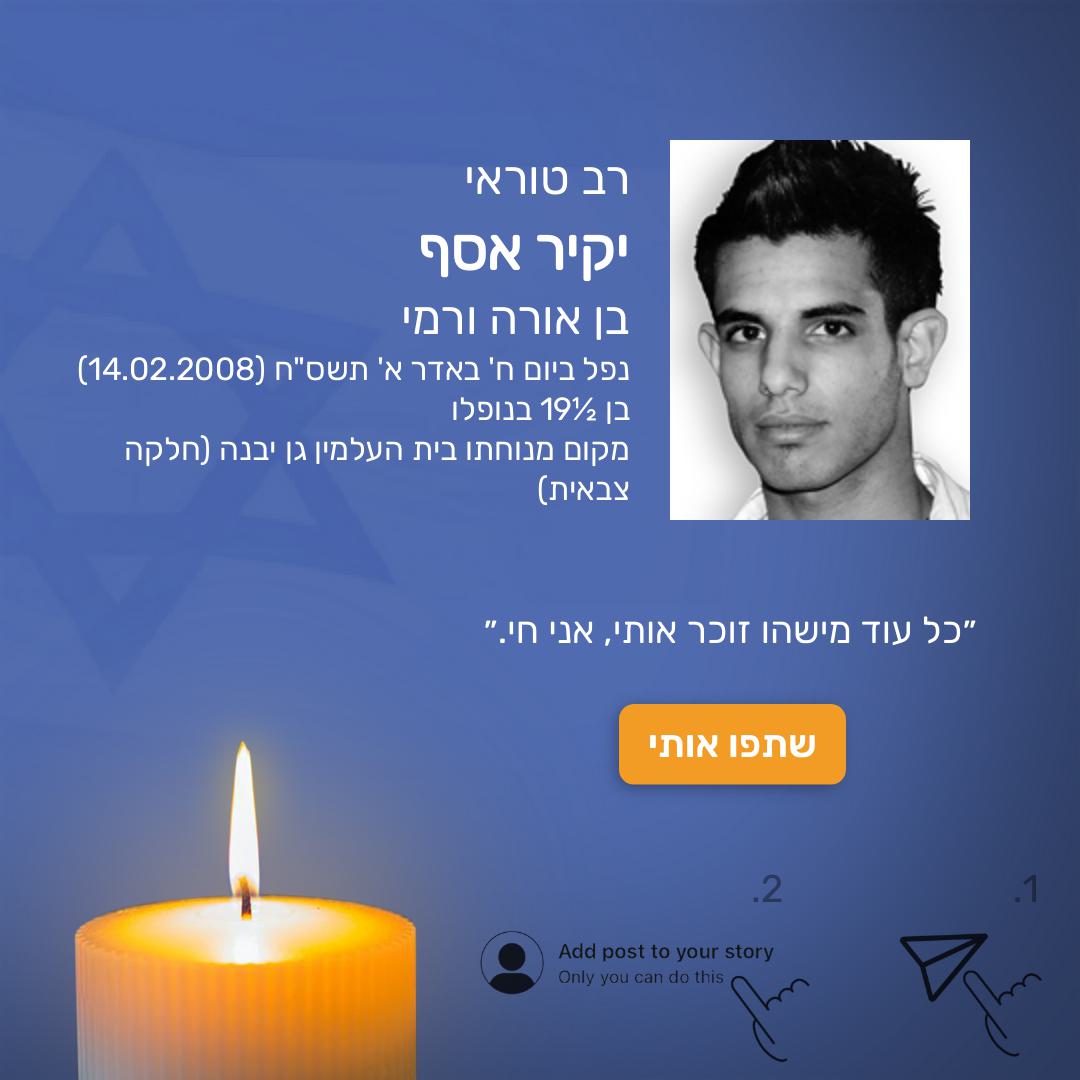 רב טוראי
יקיר אסף
בן אורה ורמי
נפל ביום ח' באדר א' תשס"ח (14.02.2008)
בן 19½ בנופלו
מקום מנוחתו בית העלמין גן יבנה (חלקה
צבאית)
״כל עוד מישהו זוכר אותי, אני חי.״
שתפו אותי
1.
2.
Add post to your story
Only you can do this